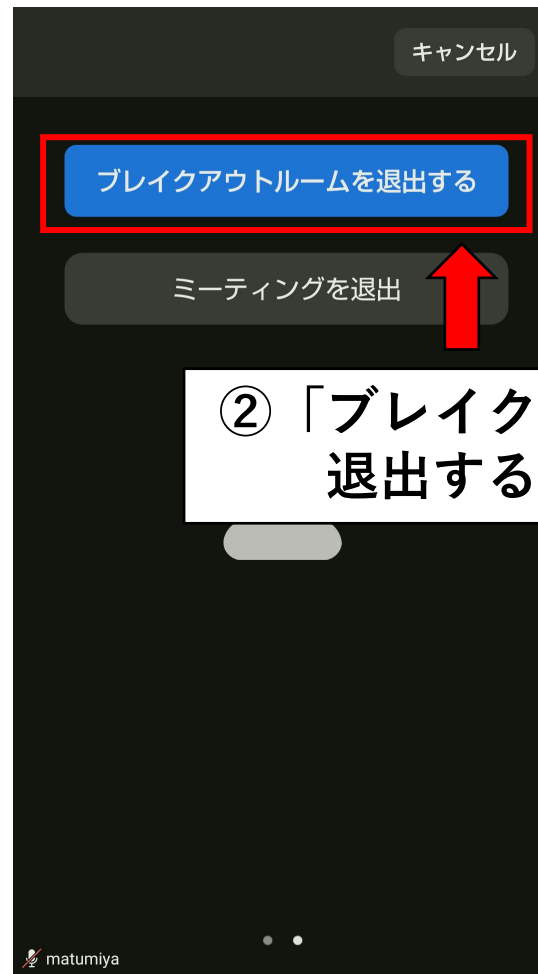 キャンセル
ブレイクアウトルームを退出する
ミーティングを退出
②「ブレイク
退出する
matumiya